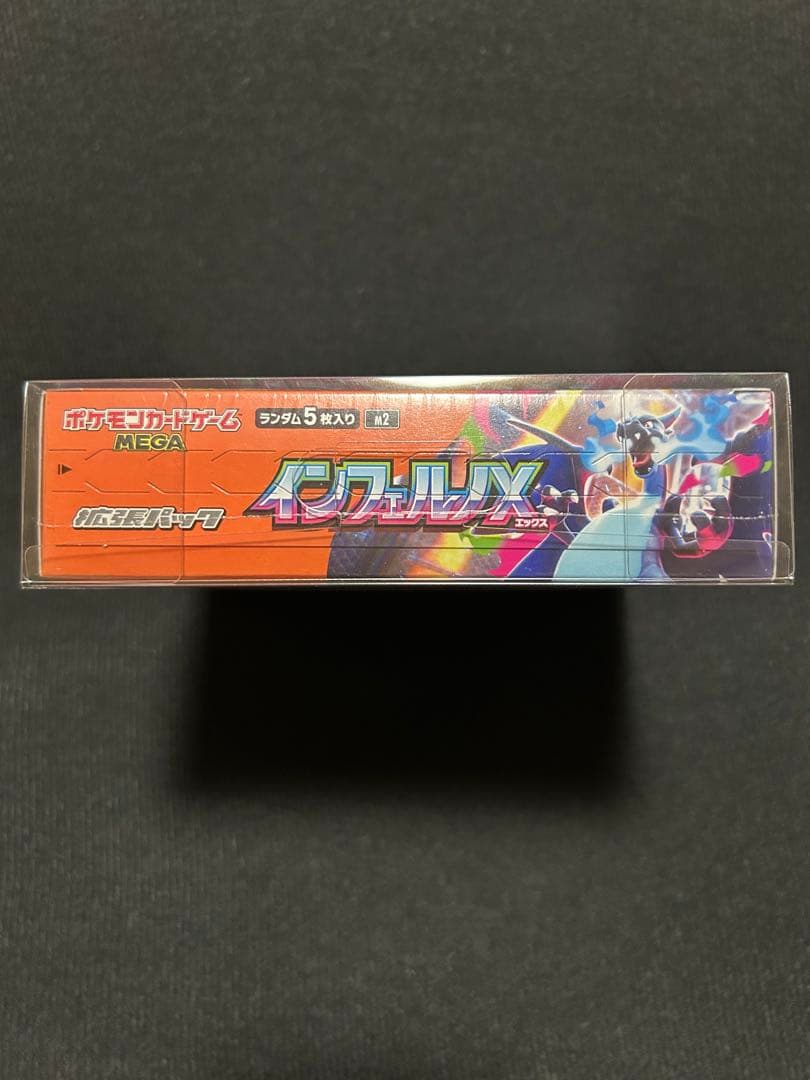 ポケモンカードゲーム
MEGA
ランダム5枚入り
M2
拡張パック
インフェルノX
エックス